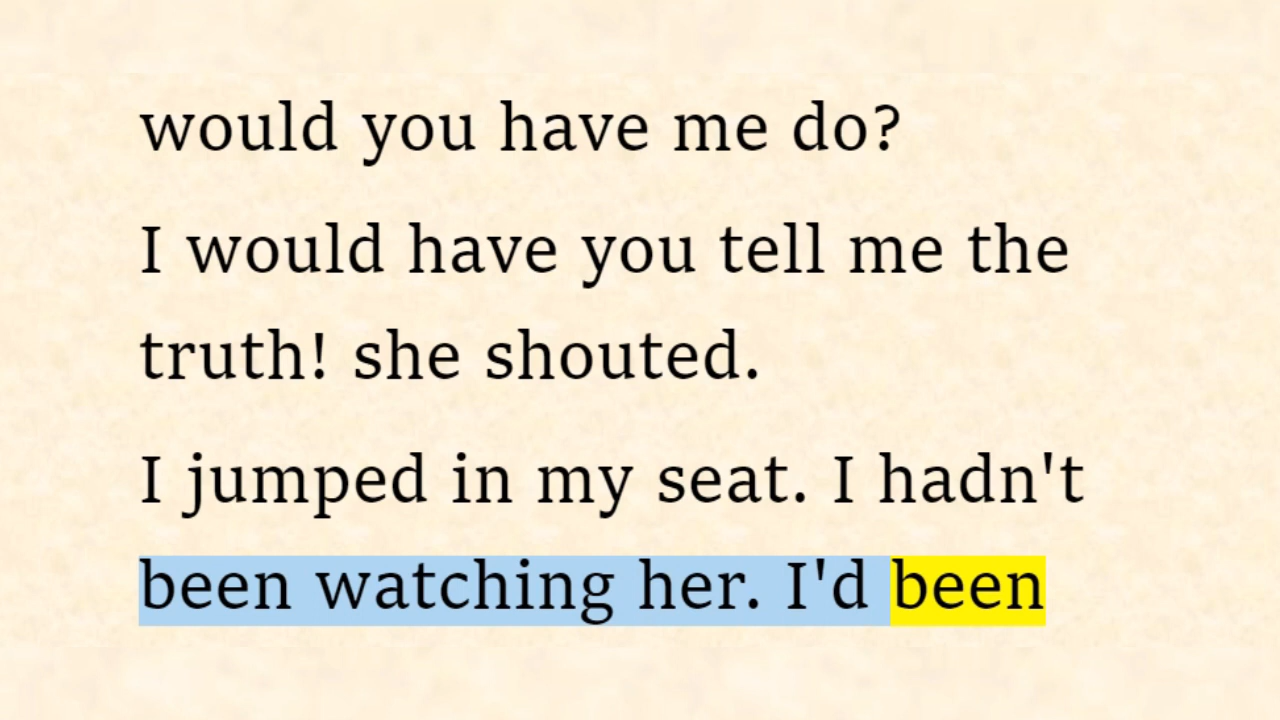 would you have me do?
I would have you tell me the
truth! she shouted.
I jumped in my seat. I hadn't
been watching her. I'd been